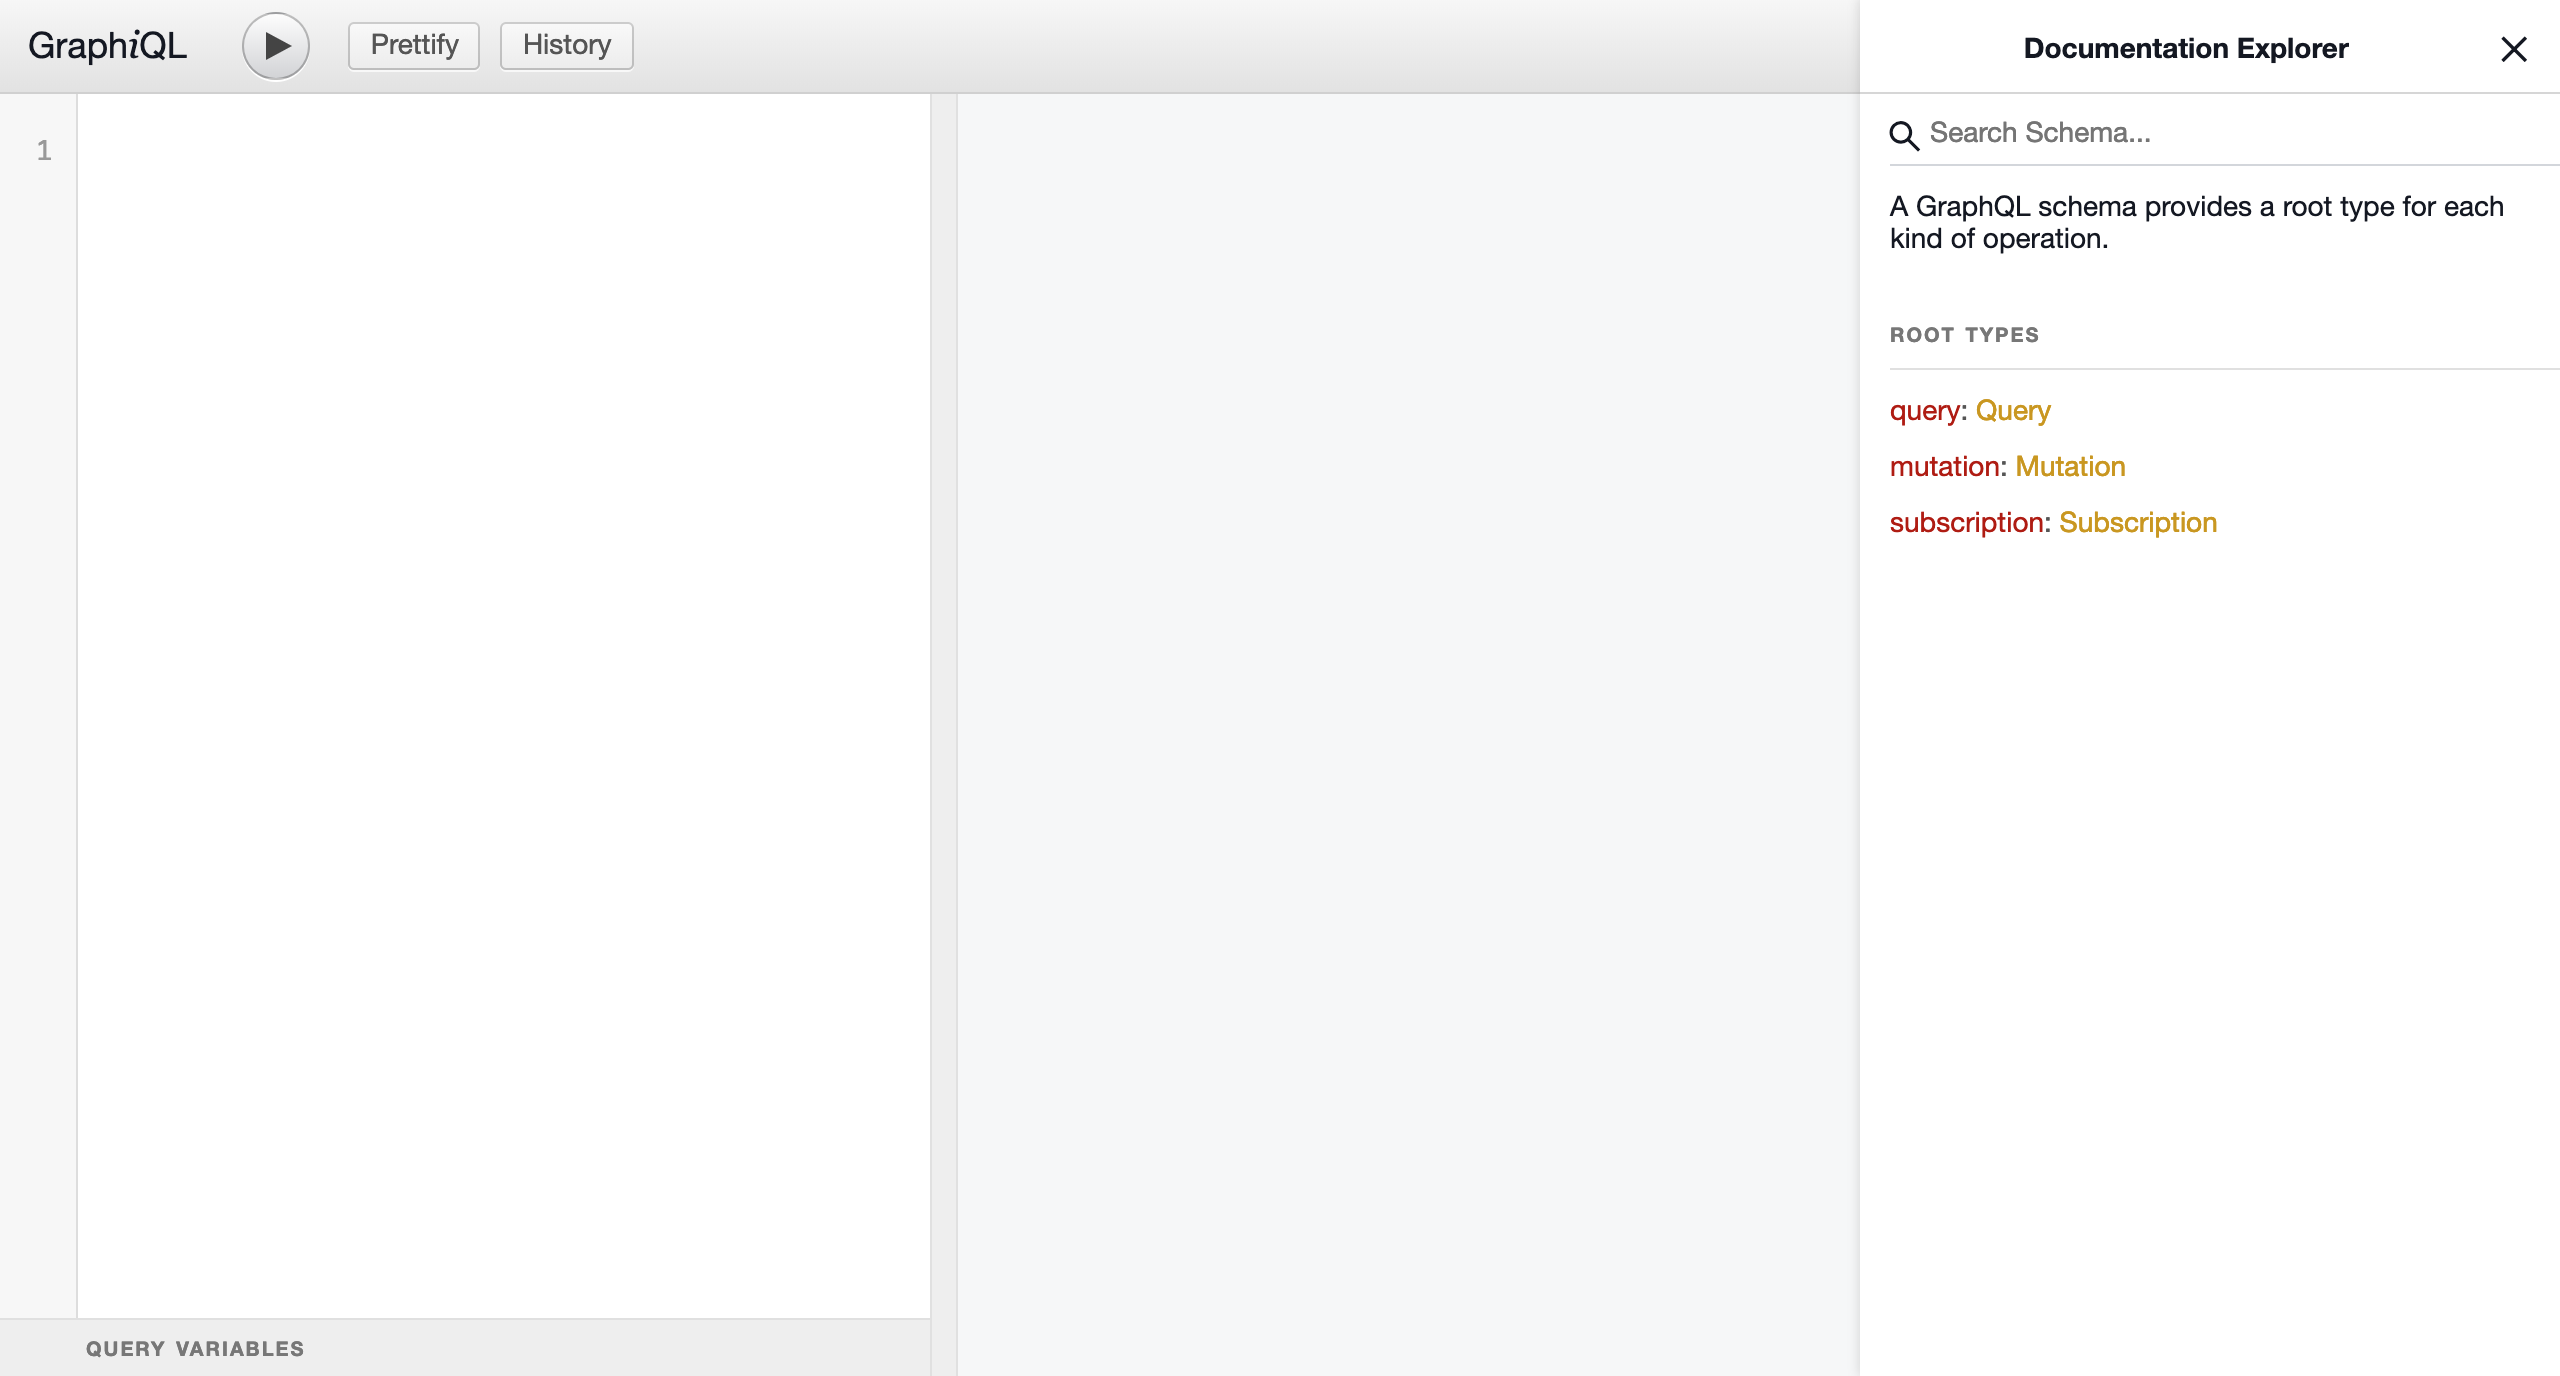 GraphiQL
Prettify
History
1
QUERY VARIABLES
Documentation Explorer
Search Schema...
A GraphQL schema provides a root type for each
kind of operation.
ROOT TYPES
query: Query
mutation: Mutation
subscription: Subscription